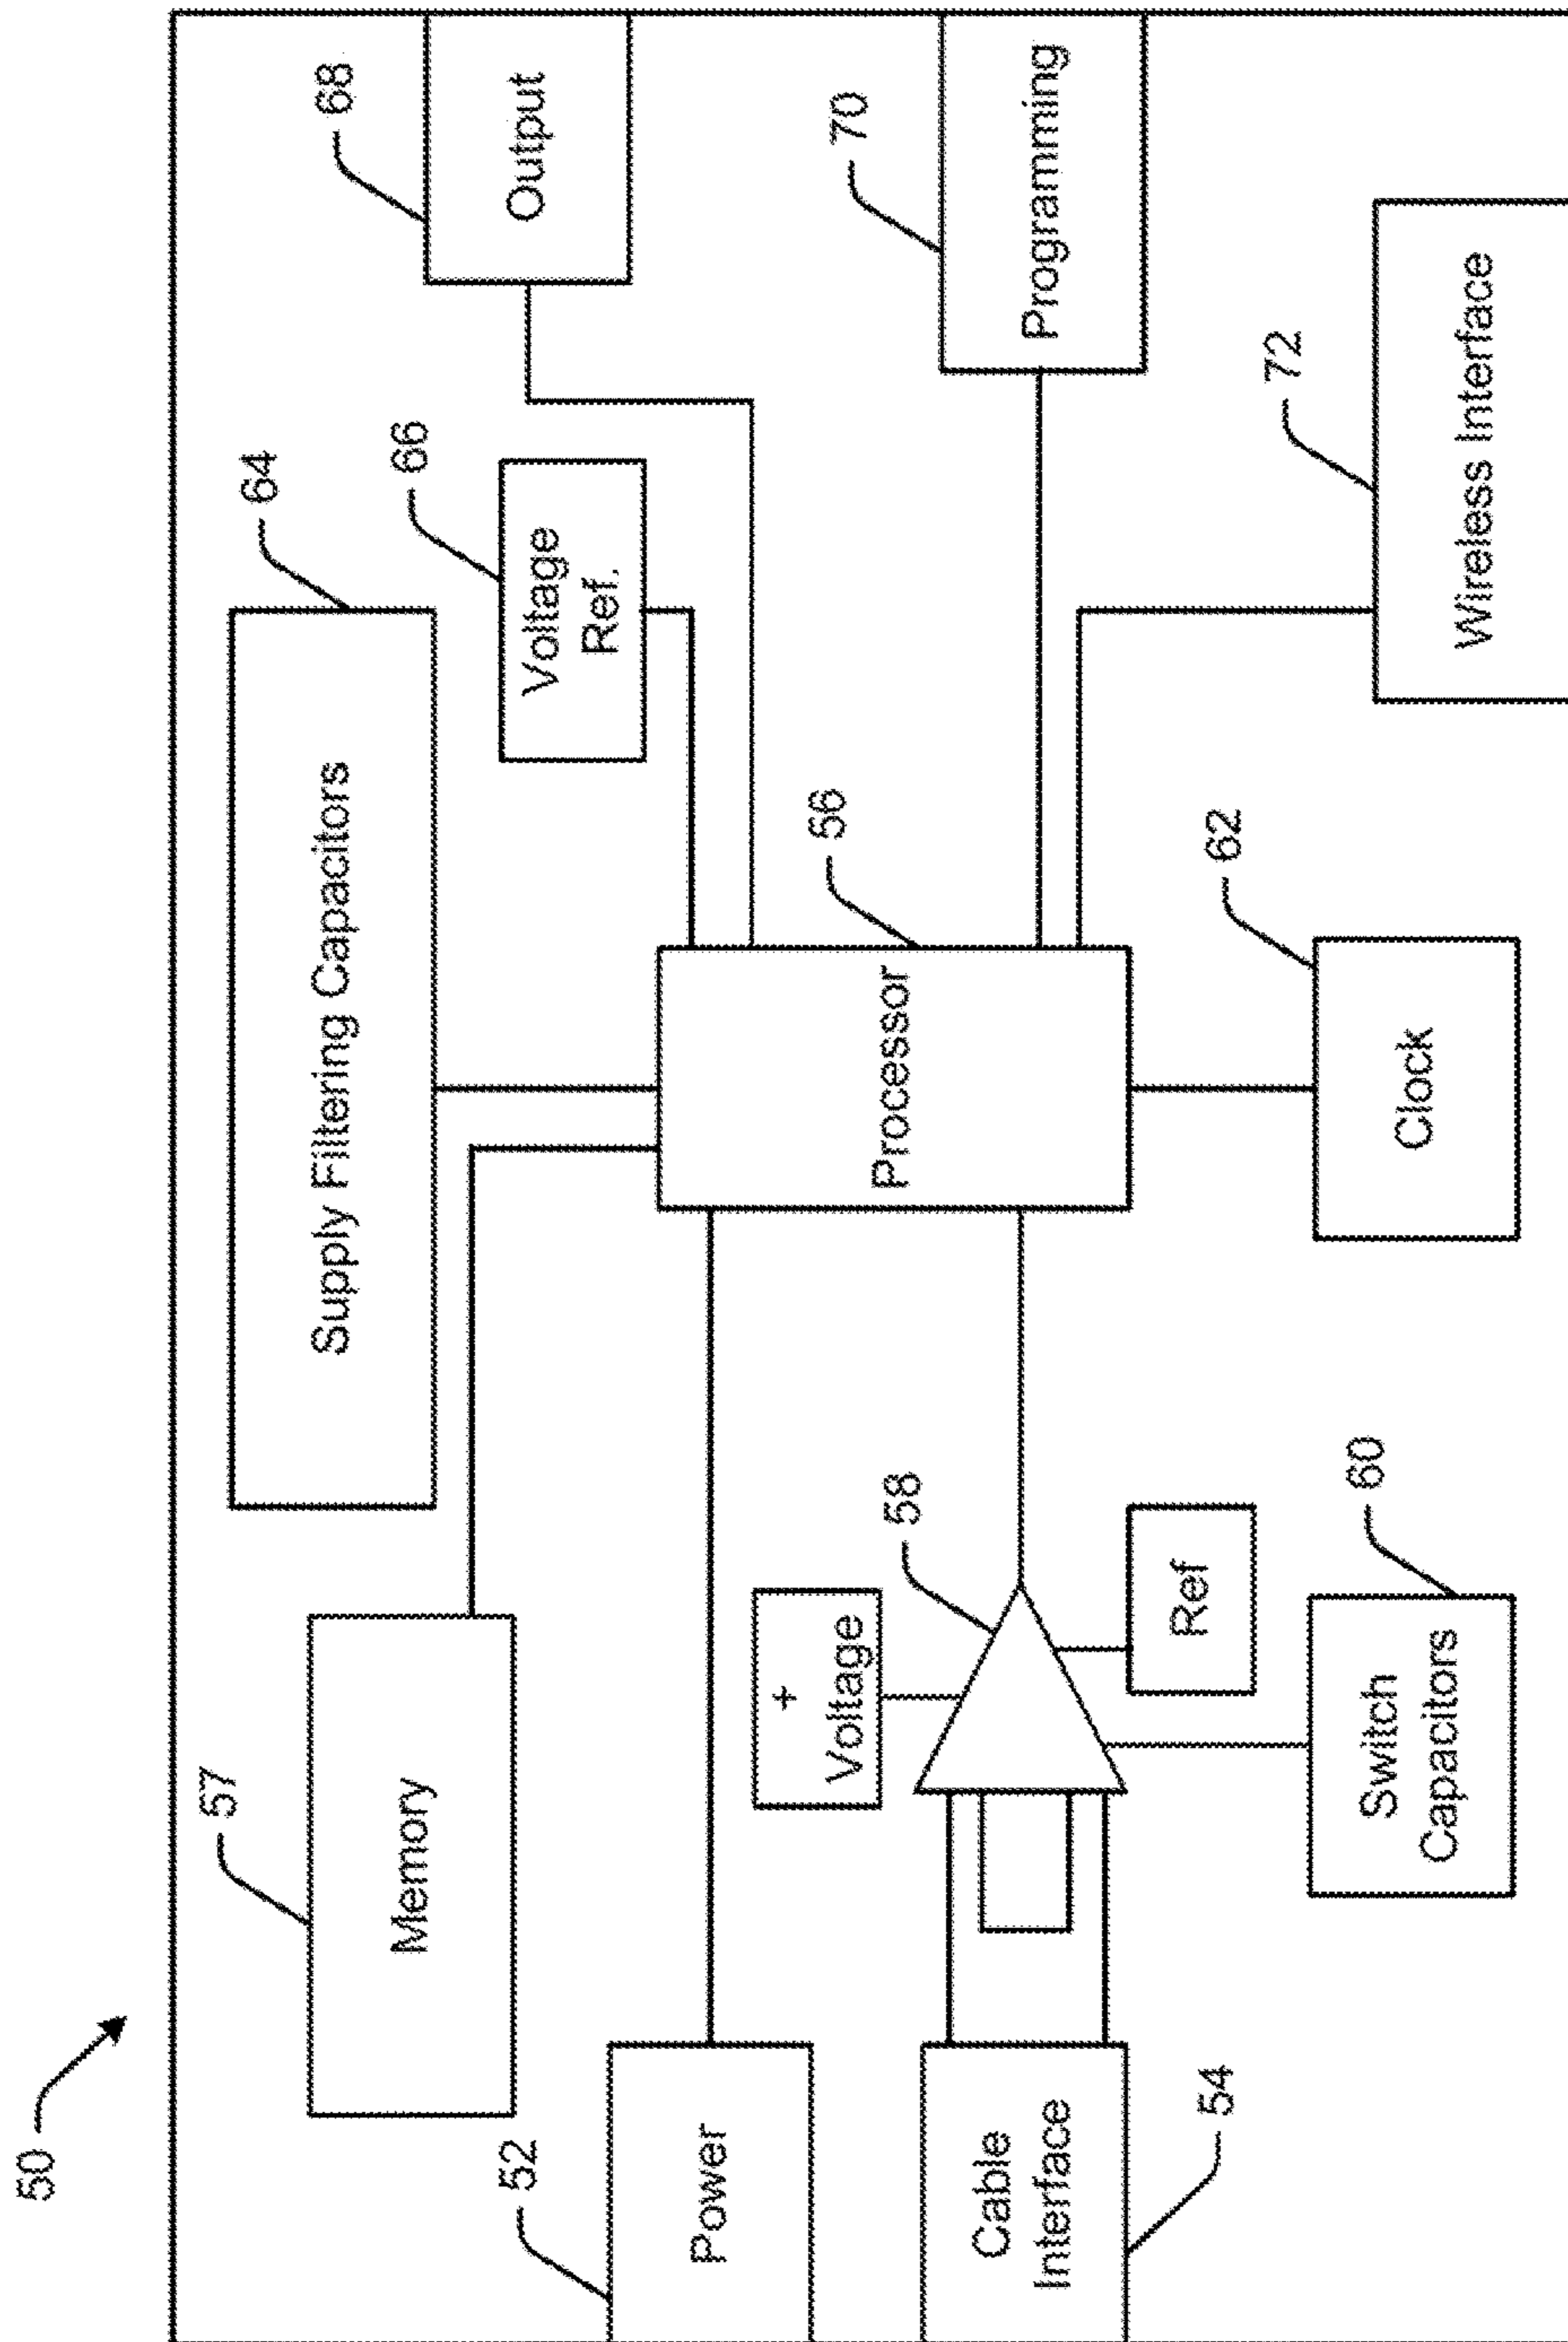 50
57
Memory
64
Supply Filtering Capacitors
68
Output
66
Voltage
Ref.
52
Power
56
Processor
70
Programming
58
+
Voltage
Cable
Interface
54
Ref
60
Switch
Capacitors
62
Clock
72
Wireless Interface